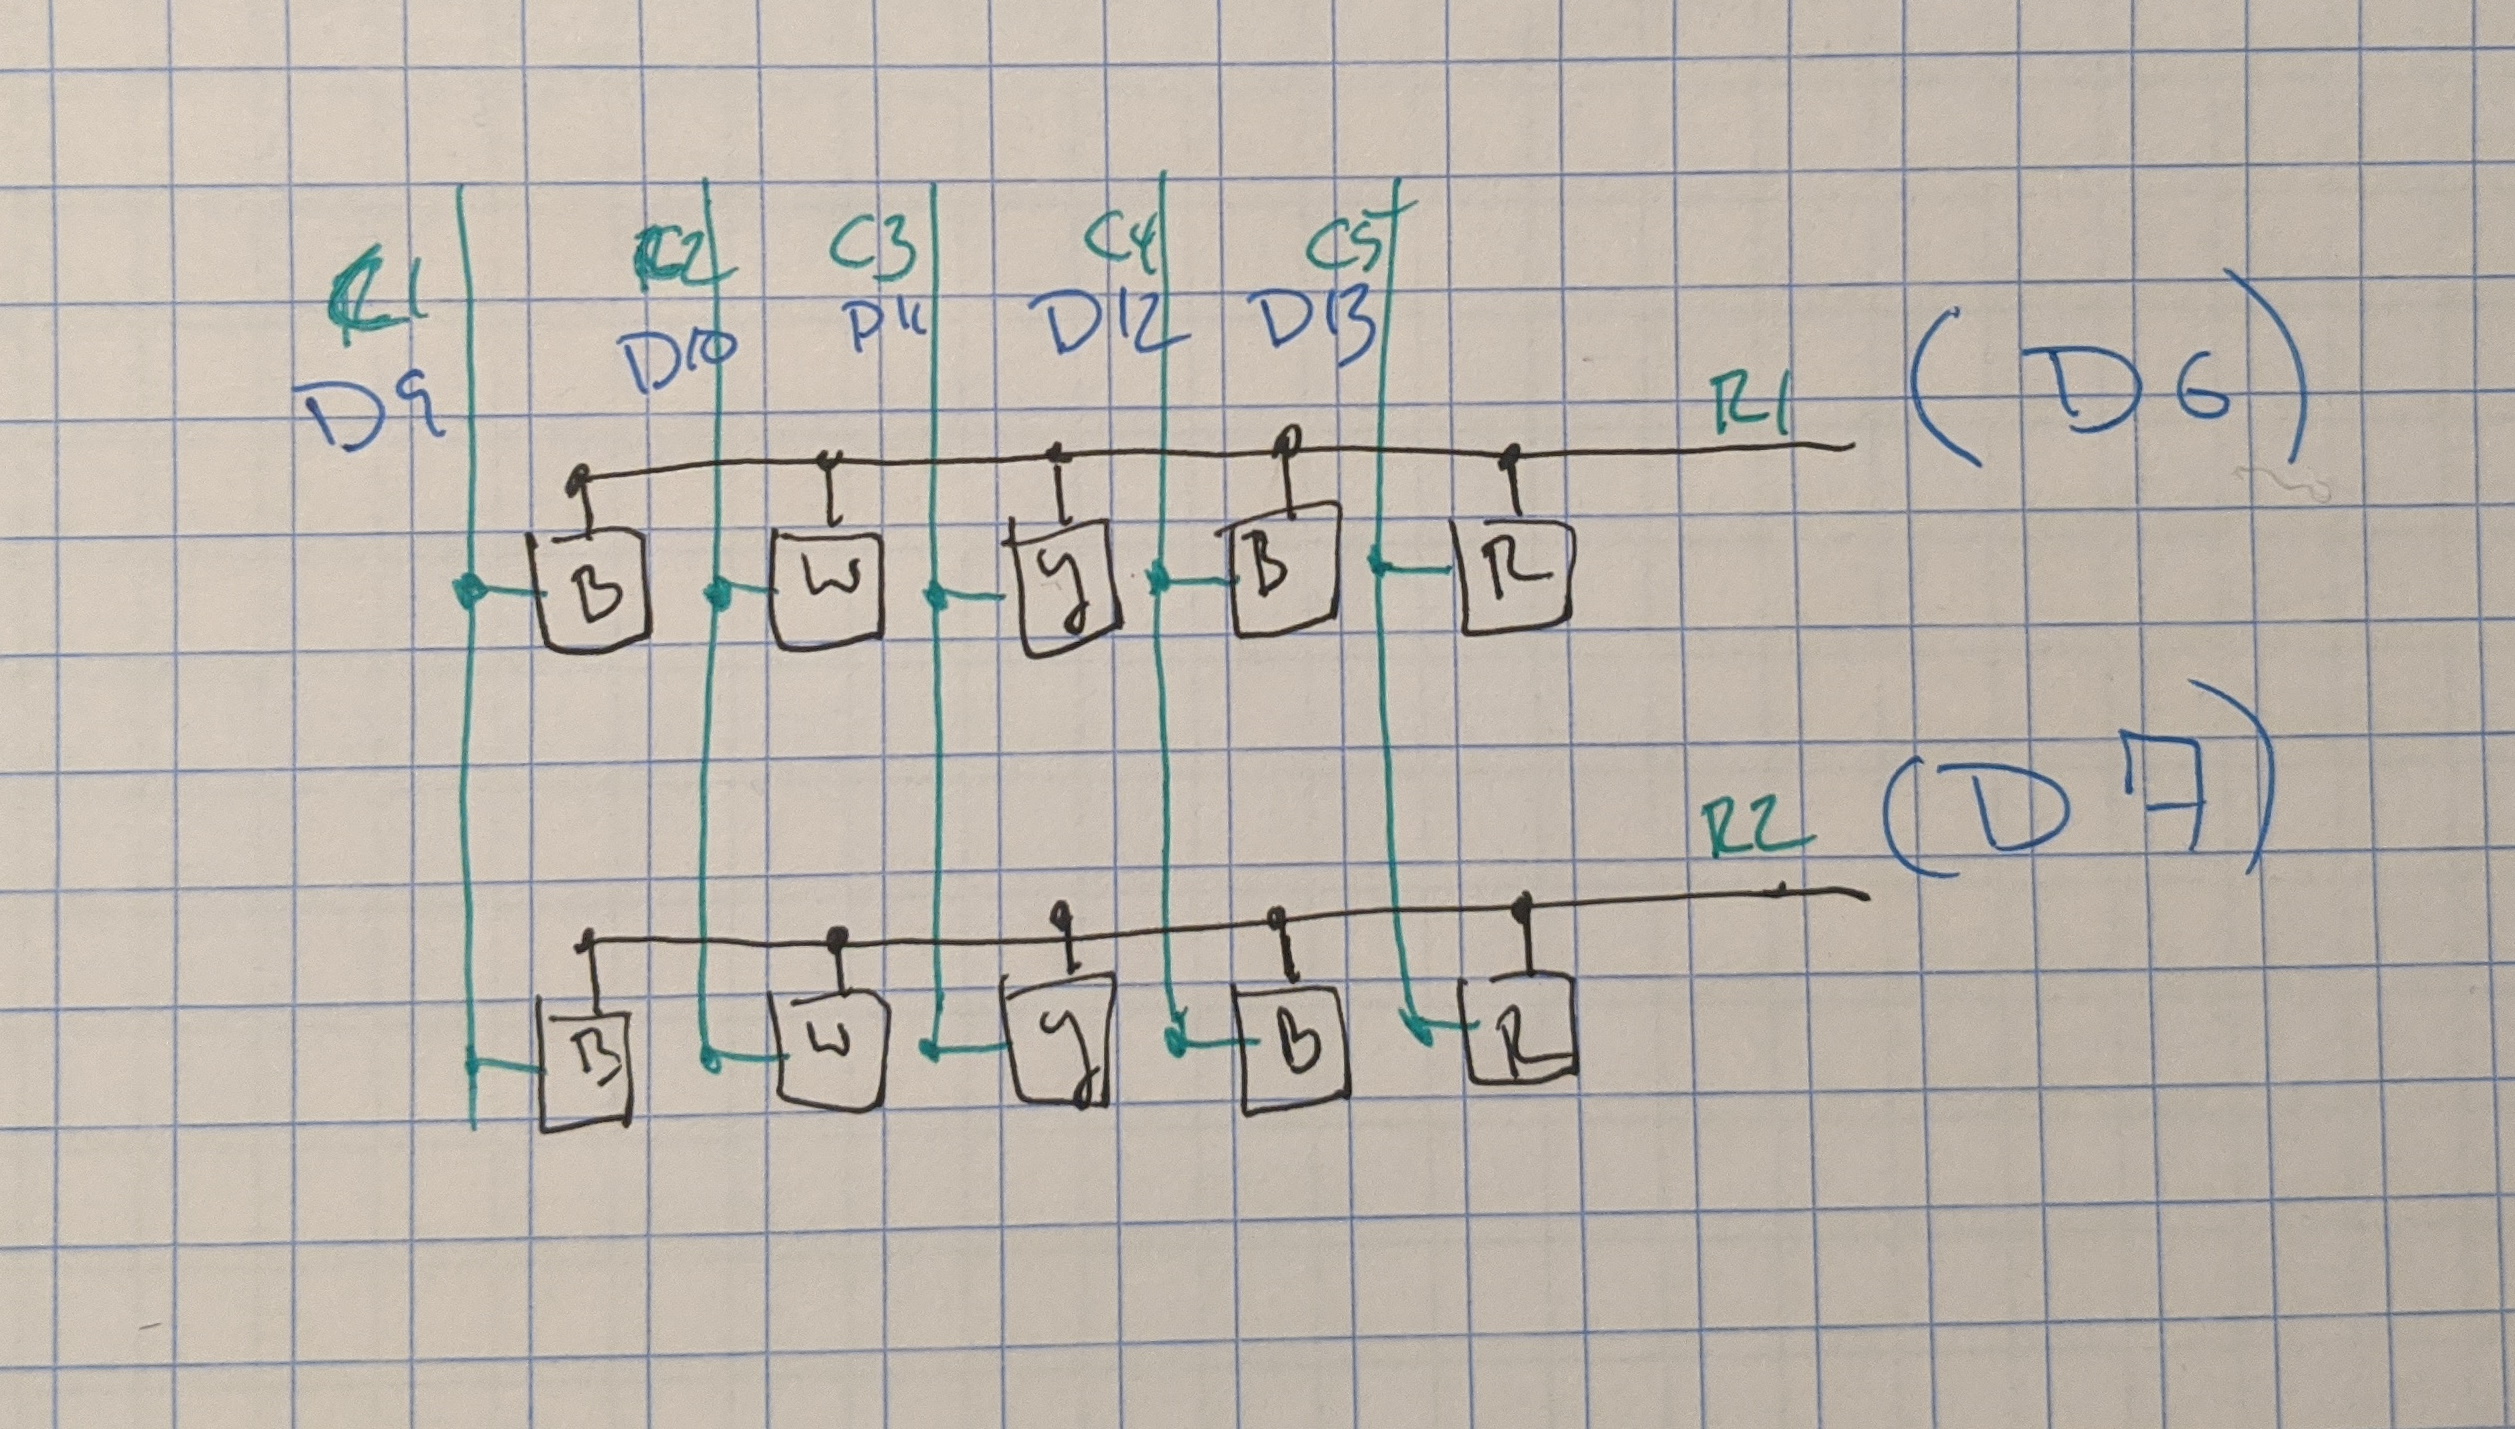 C1 C2 C3 C4 C5
D9 D10 D11 D12 D13
R1 (D6)
B W y B R
R2 (D7)
B W y B R